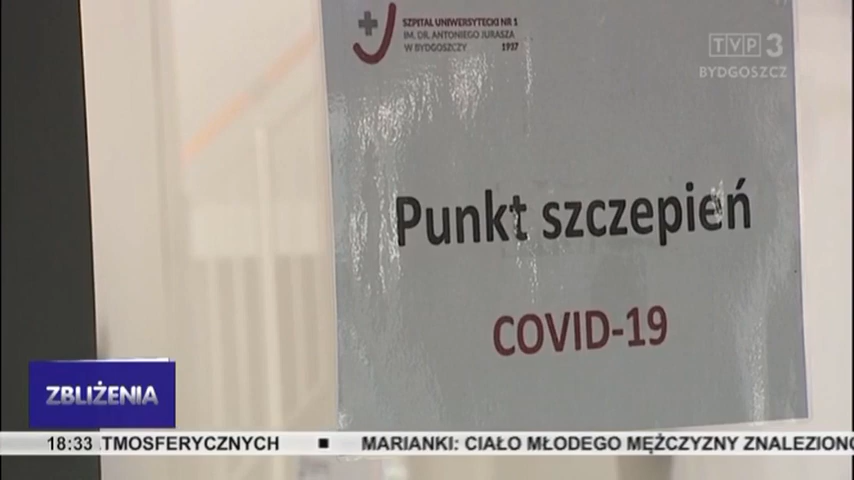 SZPITAL UNIWERSYTECKI NR 1
IM. DR. ANTONIEGO JURASZA
W BYDGOSZCZY 1937
TVP 3
BYDGOSZCZ
Punkt szczepień
COVID-19
ZBLIŻENIA
18:33 .TMOSFERYCZNYCH ■ MARIANKI: CIAŁO MŁODEGO MĘŻCZYZNY ZNALEZIONO